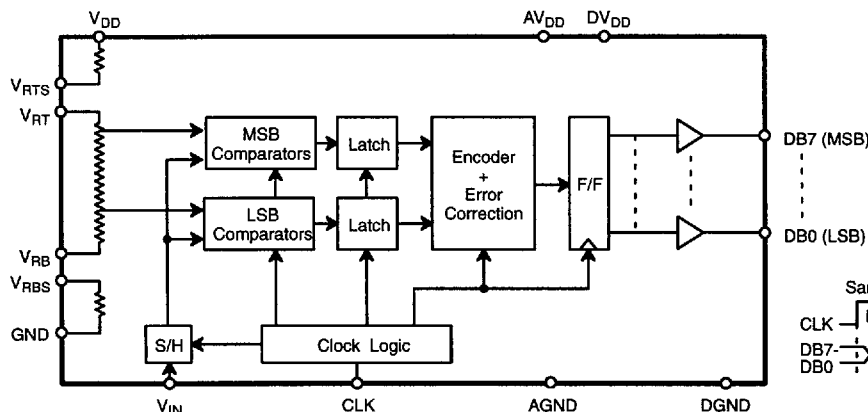 VDD
AVDD
DVDD
VRTS
VRT
MSB
Comparators
Latch
Encoder
+
Error
Correction
F/F
DB7 (MSB)
LSB
Comparators
Latch
DB0 (LSB)
VRB
VRBS
GND
S/H
Clock Logic
CLK
DB7-
DB0
VIN
CLK
AGND
DGND